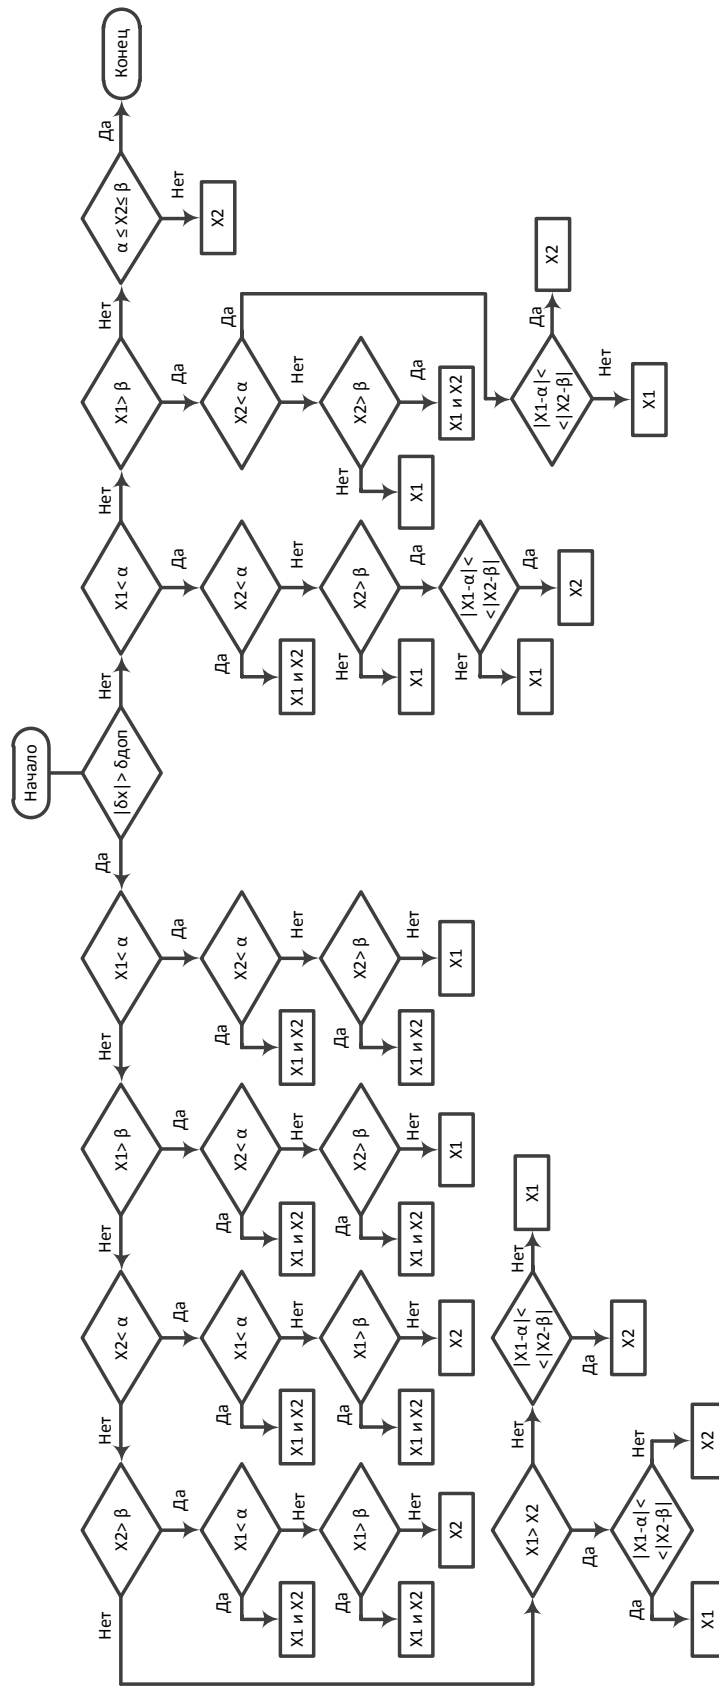 Начало
Нет
Нет
Нет
Нет
Да
Нет
Нет
Нет
Да
X2> β
X2< α
X1> β
X1< α
|δx|> δдоп
X1< α
X1> β
α ≤ X2≤ β
Конец
Да
Да
Да
Да
Да
Да
Нет
X2
Да
Да
Да
Да
Да
Да
X1< α
X1< α
X2< α
X2< α
X2< α
X2< α
X1 и X2
Нет
X1 и X2
Нет
X1 и X2
Нет
X1 и X2
Нет
X1 и X2
Нет
Нет
Да
Да
Да
Да
Нет
Нет
X1> β
X1> β
X2> β
X2> β
X2> β
X2> β
X1 и X2
Нет
X1 и X2
Нет
X1 и X2
Нет
X1 и X2
Нет
X1
Да
X1
Да
X2
X2
X1
X1
Нет
|X1-α|<
<|X2-β|
X1 и X2
Нет
Нет
X1
X1
Да
Да
X1> X2
|X1-α|<
<|X2-β|
|X1-α|<
<|X2-β|
X2
X2
Да
Да
Нет
X2
Да
Нет
|X1-α|<
<|X2-β|
X1
X1
X2